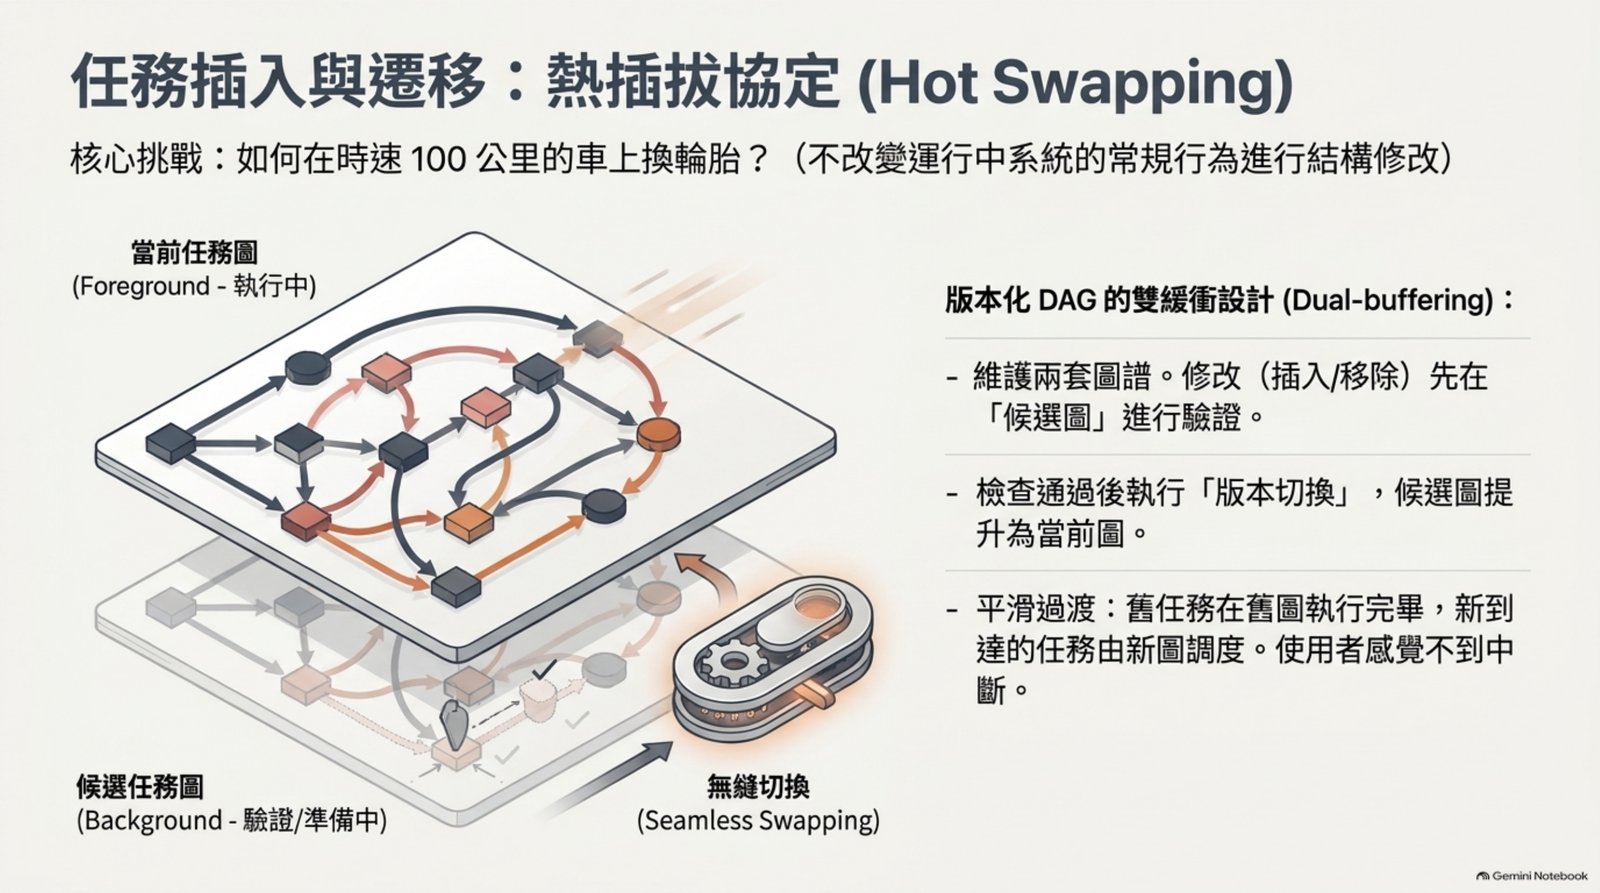 任務插入與遷移：熱插拔協定 (Hot Swapping)
核心挑戰：如何在時速 100 公里的車上換輪胎？（不改變運行中系統的常規行為進行結構修改）
當前任務圖
(Foreground - 執行中)
候選任務圖
(Background - 驗證/準備中)
無縫切換
(Seamless Swapping)
版本化 DAG 的雙緩衝設計 (Dual-buffering)：
- 維護兩套圖譜。修改（插入/移除）先在
「候選圖」進行驗證。
- 檢查通過後執行「版本切換」，候選圖提
升為當前圖。
- 平滑過渡：舊任務在舊圖執行完畢，新到
達的任務由新圖調度。使用者感覺不到中
斷。
Gemini Notebook